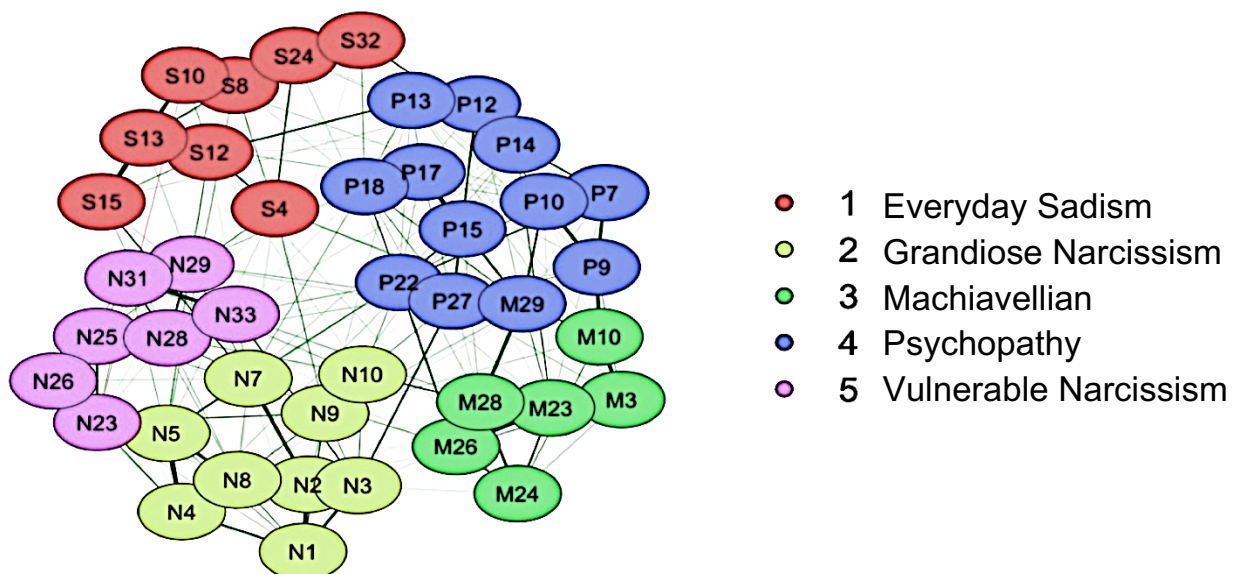 S32
S24
S10
S8
P13
P12
S13
S12
P14
P17
P18
P10
P7
S15
S4
P15
N29
N31
P9
P22
P27
M29
N33
N25
N28
M10
N26
N7
N10
N9
M28
M23
M3
N23
N5
M26
N8
N2
N3
M24
N4
N1
1 Everyday Sadism
2 Grandiose Narcissism
3 Machiavellian
4 Psychopathy
5 Vulnerable Narcissism